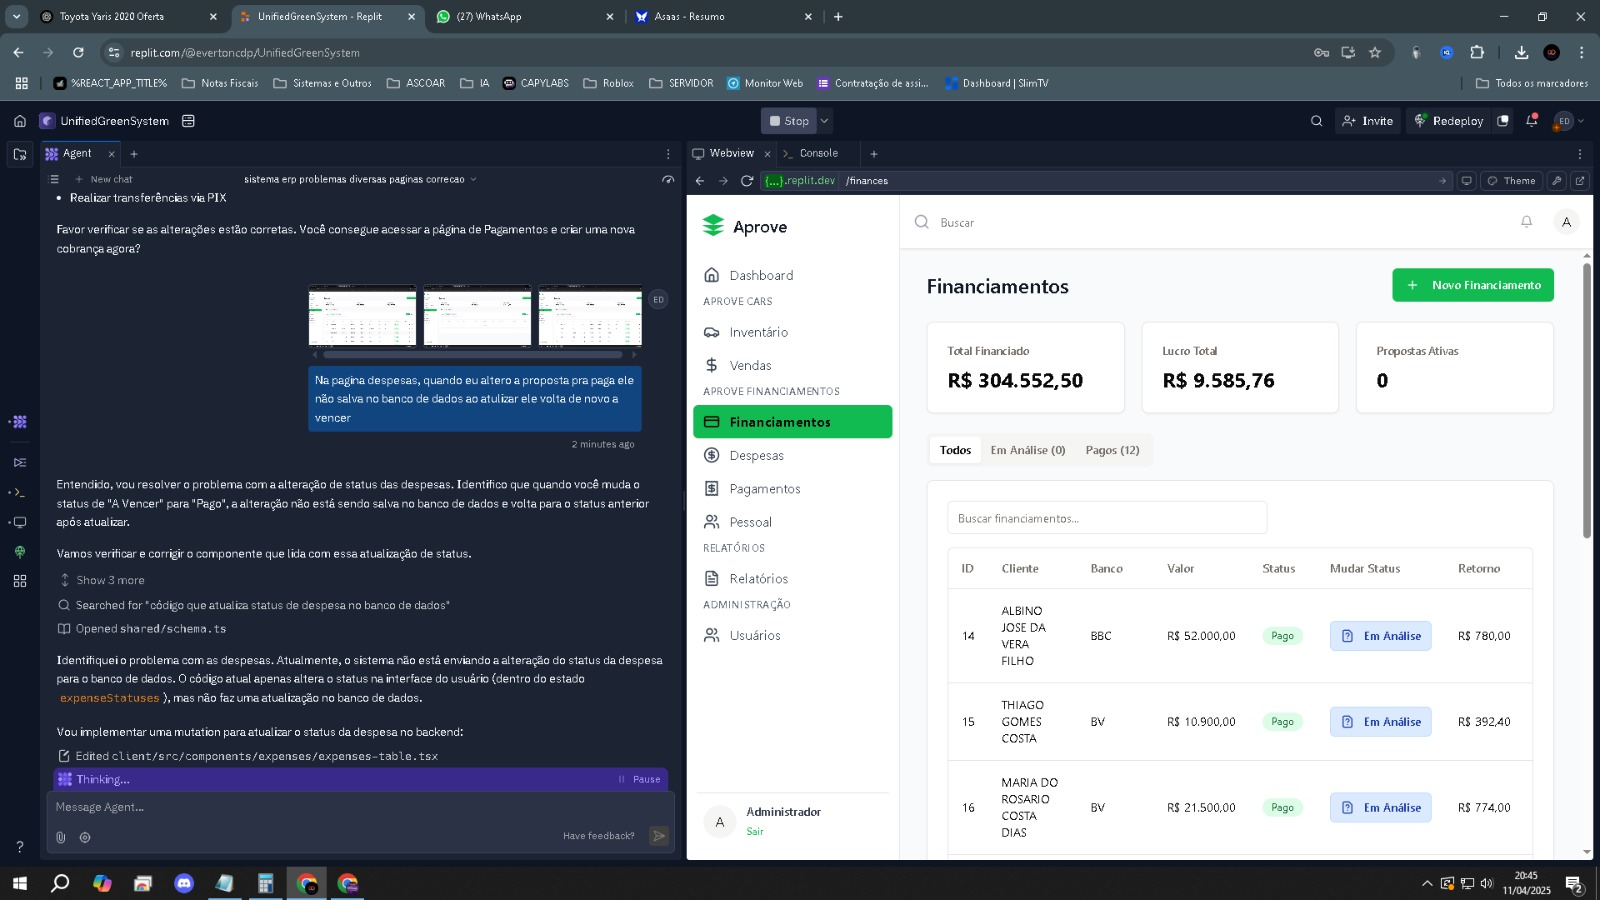 Toyota Yaris 2020 Oferta
UnifiedGreenSystem - Replit
(27) WhatsApp
Asaas - Resumo
replit.com/@evertoncdp/UnifiedGreenSystem
%REACT_APP_TITLE%
Notas Fiscais
Sistemas e Outros
ASCOAR
IA
CAPYLABS
Roblox
SERVIDOR
Monitor Web
Contratação de assi...
Dashboard | SlimTV
Todos os marcadores
UnifiedGreenSystem
Stop
Invite
Redeploy
ED
Agent
New chat
sistema erp problemas diversas paginas correcao
Realizar transferências via PIX
Favor verificar se as alterações estão corretas. Você consegue acessar a página de Pagamentos e criar uma nova
cobrança agora?
ED
Na pagina despesas, quando eu altero a proposta pra paga ele
não salva no banco de dados ao atulizar ele volta de novo a
vencer
2 minutes ago
Entendido, vou resolver o problema com a alteração de status das despesas. Identifico que quando você muda o
status de "A Vencer" para "Pago", a alteração não está sendo salva no banco de dados e volta para o status anterior
após atualizar.
Vamos verificar e corrigir o componente que lida com essa atualização de status.
Show 3 more
Searched for "código que atualiza status de despesa no banco de dados"
Opened shared/schema.ts
Identifiquei o problema com as despesas. Atualmente, o sistema não está enviando a alteração do status da despesa
para o banco de dados. O código atual apenas altera o status na interface do usuário (dentro do estado
expenseStatuses ), mas não faz uma atualização no banco de dados.
Vou implementar uma mutation para atualizar o status da despesa no backend:
Edited client/src/components/expenses/expenses-table.tsx
Thinking...
Pause
Message Agent...
Have feedback?
Webview
Console
{...}.replit.dev
/finances
Theme
Aprove
Buscar
A
Dashboard
APROVE CARS
Inventário
Vendas
APROVE FINANCIAMENTOS
Financiamentos
Despesas
Pagamentos
Pessoal
RELATÓRIOS
Relatórios
ADMINISTRAÇÃO
Usuários
A
Administrador
Sair
Financiamentos
+ Novo Financiamento
Total Financiado
R$ 304.552,50
Lucro Total
R$ 9.585,76
Propostas Ativas
0
Todos
Em Análise (0)
Pagos (12)
Buscar financiamentos...
ID Cliente Banco Valor Status Mudar Status Retorno
14 ALBINO JOSE DA VERA FILHO BBC R$ 52.000,00 Pago Em Análise R$ 780,00
15 THIAGO GOMES COSTA BV R$ 10.900,00 Pago Em Análise R$ 392,40
16 MARIA DO ROSARIO COSTA DIAS BV R$ 21.500,00 Pago Em Análise R$ 774,00
20:45
11/04/2025
2